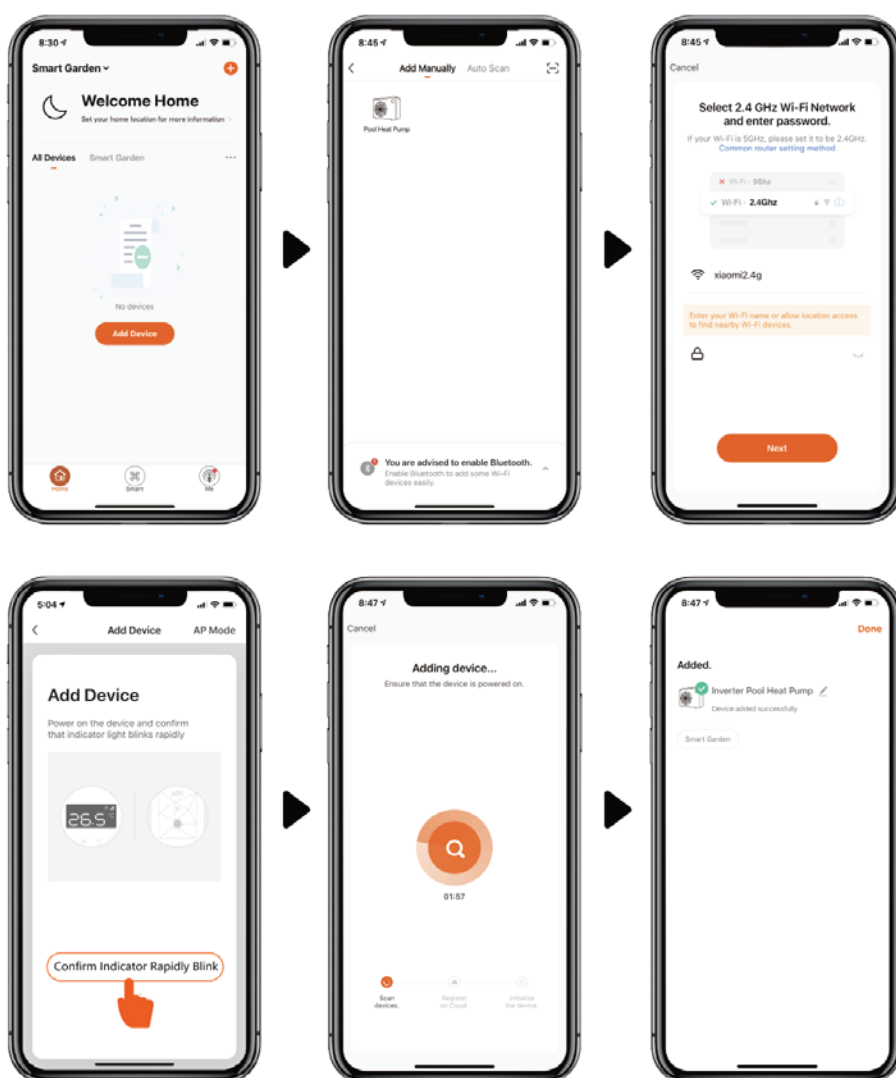 8:30
Smart Garden
Welcome Home
Set your home location for more information
All Devices Smart Garden ...
No devices
Add Device
Home Smart Me
8:45
Add Manually Auto Scan
Pool Heat Pump
You are advised to enable Bluetooth.
Enable Bluetooth to add some Wi-Fi
devices easily.
8:45
Cancel
Select 2.4 GHz Wi-Fi Network
and enter password.
If your Wi-Fi is 5GHz, please set it to be 2.4GHz.
Common router setting method
Wi-Fi - 5Ghz
Wi-Fi - 2.4Ghz
xiaomi2.4g
Enter your Wi-Fi name or allow location access
to find nearby Wi-Fi devices.
Next
5:04
Add Device AP Mode
Add Device
Power on the device and confirm
that indicator light blinks rapidly
26.5
Confirm Indicator Rapidly Blink
8:47
Cancel
Adding device...
Ensure that the device is powered on.
01:57
Scan
devices.
Register
on Cloud.
Initialize
the device
8:47
Done
Added.
Inverter Pool Heat Pump
Device added successfully
Smart Garden